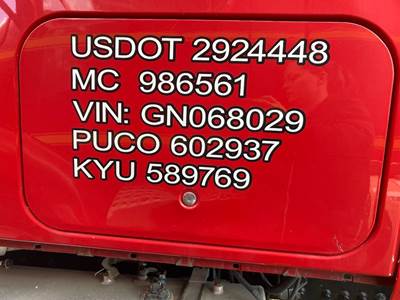 USDOT 2924448
MC 986561
VIN: GN068029
PUCO 602937
KYU 589769